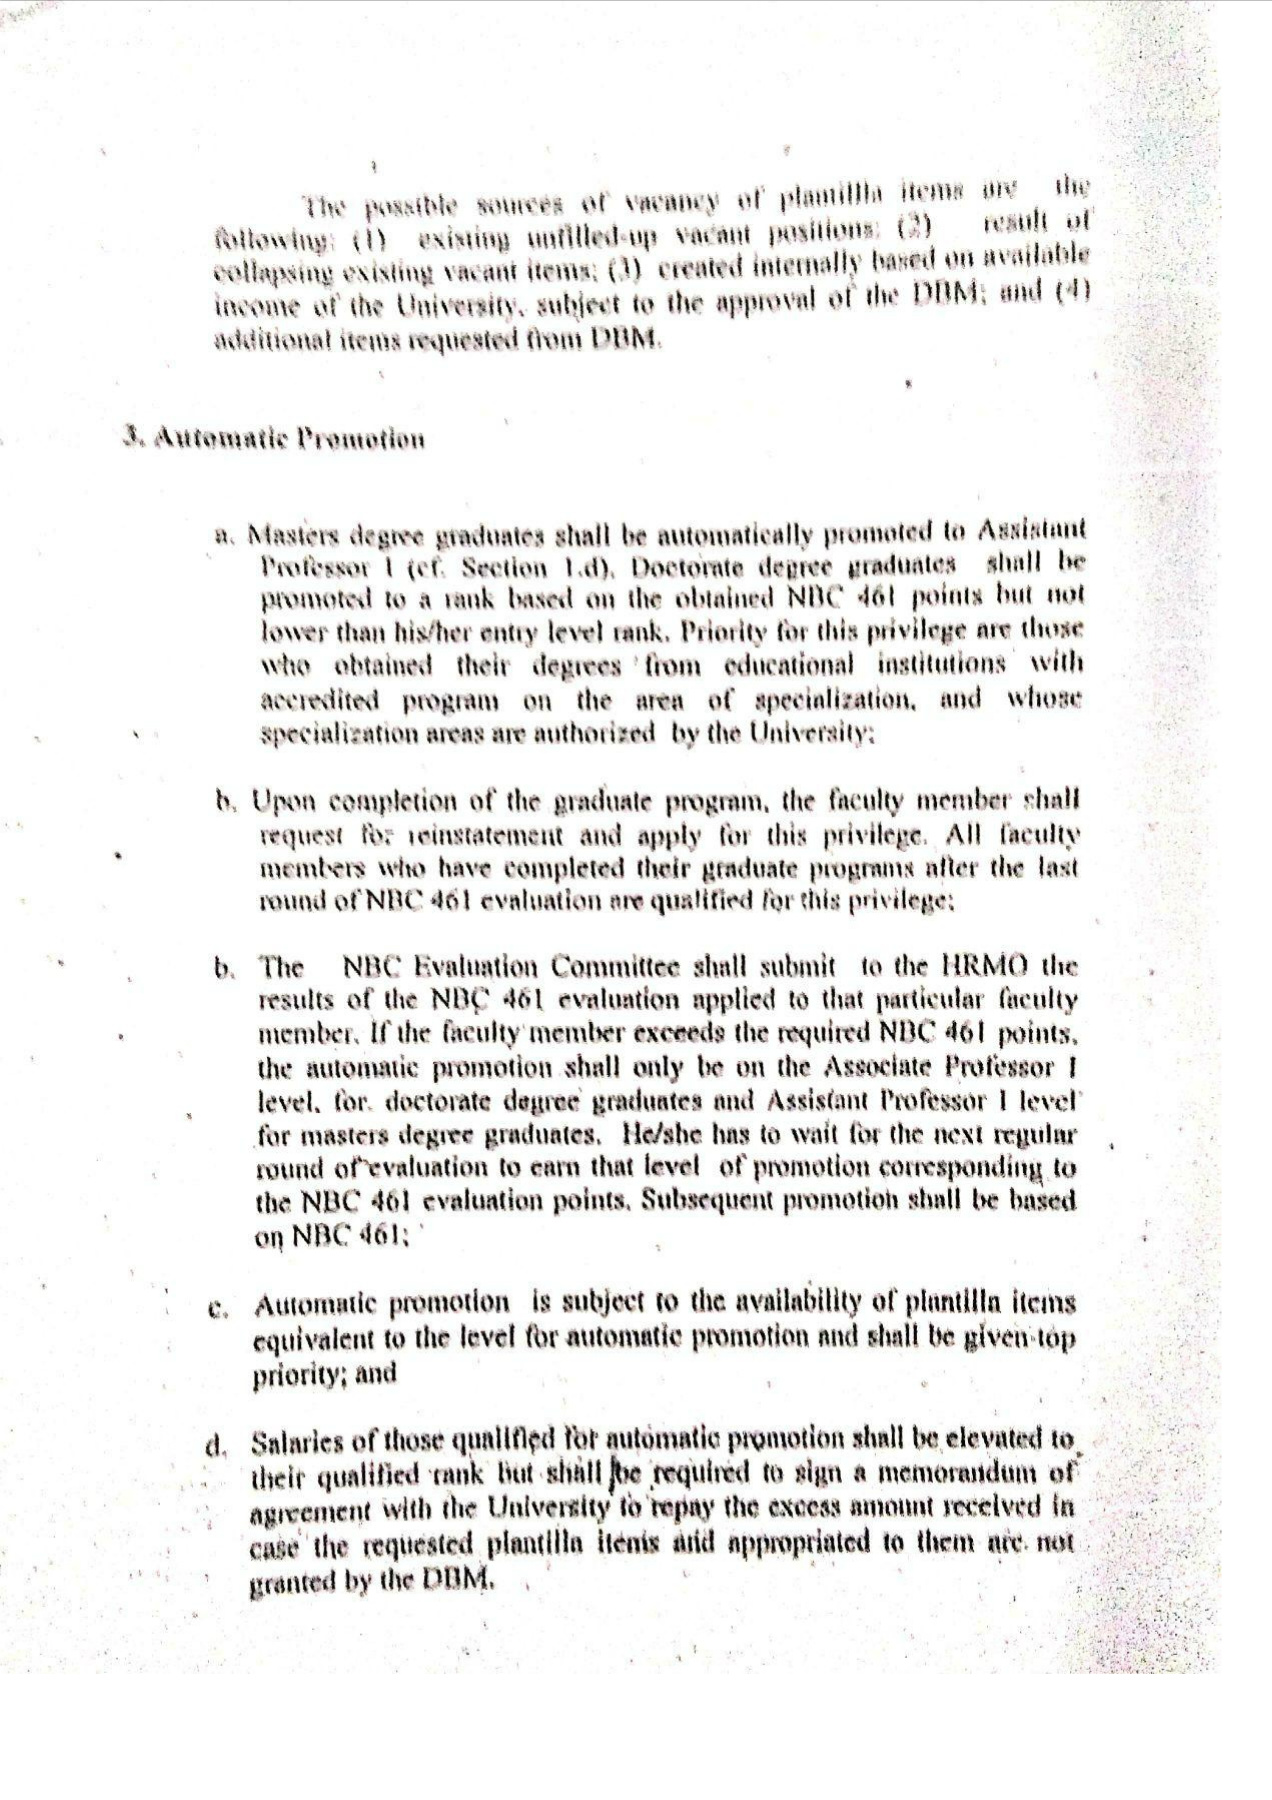 The possible sources of vacancy of plantillla items are the
following: (1) existing unfilled-up vacant positions; (2) result of
collapsing existing vacant items; (3) created internally based on available
income of the University, subject to the approval of the DBM; and (4)
additional items requested from DBM.
3. Automatic Promotion
a. Masters degree graduates shall be automatically promoted to Assistant
Professor 1 (cf. Section 1.d). Doctorate degree graduates shall be
promoted to a rank based on the obtained NBC 461 points but not
lower than his/her entry level rank. Priority for this privilege are those
who obtained their degrees from educational institutions with
accredited program on the area of specialization, and whose
specialization areas are authorized by the University;
b. Upon completion of the graduate program, the faculty member shall
request for reinstatement and apply for this privilege. All faculty
members who have completed their graduate programs after the last
round of NBC 461 evaluation are qualified for this privilege;
b. The NBC Evaluation Committee shall submit to the HRMO the
results of the NBC 461 evaluation applied to that particular faculty
member. If the faculty member exceeds the required NBC 461 points,
the automatic promotion shall only be on the Associate Professor I
level, for doctorate degree graduates and Assistant Professor 1 level
for masters degree graduates. He/she has to wait for the next regular
round of evaluation to earn that level of promotion corresponding to
the NBC 461 evaluation points. Subsequent promotion shall be based
on NBC 461;
c. Automatic promotion is subject to the availability of plantilla items
equivalent to the level for automatic promotion and shall be given top
priority; and
d. Salaries of those qualified for automatic promotion shall be elevated to
their qualified rank but shall be required to sign a memorandum of
agreement with the University to repay the excess amount received in
case the requested plantilla items and appropriated to them are not
granted by the DBM.